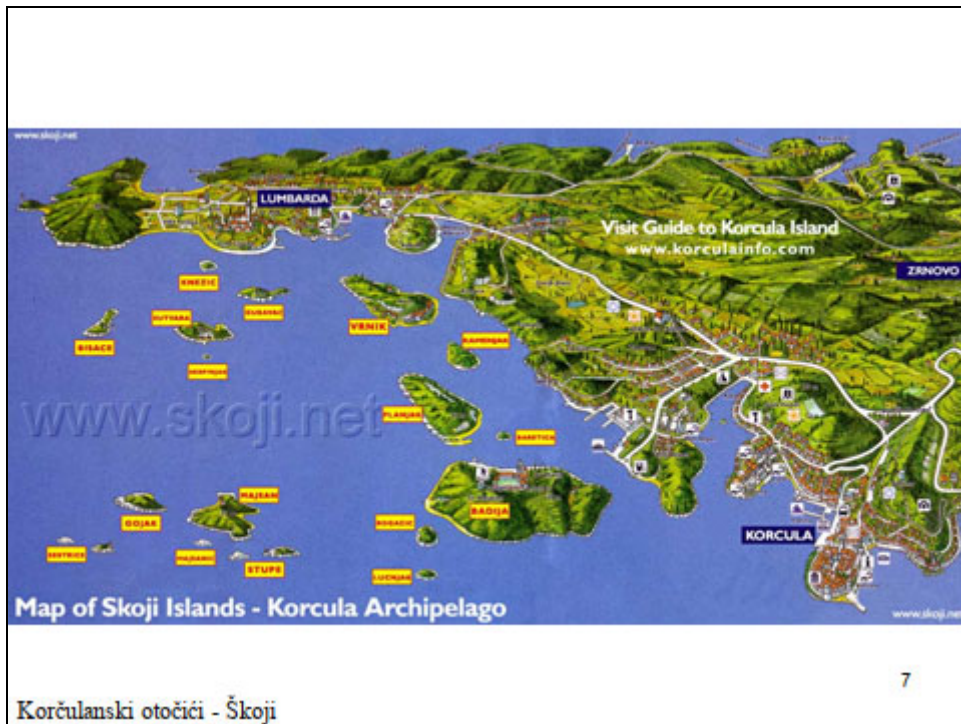 www.skoji.net
LUMBARDA
Visit Guide to Korcula Island
www.korculainfo.com
ZRNOVO
KNEZIC
GUBAVAC
SUTVARA
BISACE
VRNIK
KAMENJAK
www.skoji.net
PLANJAK
BARETICA
MAJSAN
GOJAK
BADIJA
ROGACIC
SESTRICE
MAJSANIC
STUPE
LUCNJAK
KORCULA
Map of Skoji Islands - Korcula Archipelago
www.skoji.net
7
Korčulanski otočići - Škoji